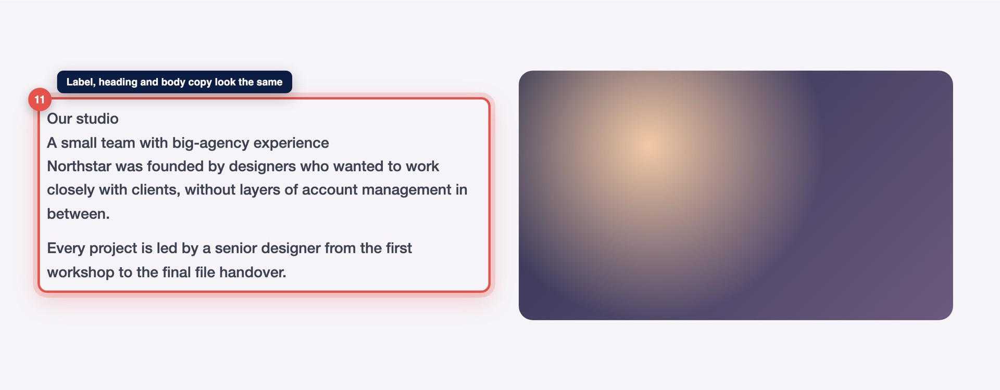 Label, heading and body copy look the same
11
Our studio
A small team with big-agency experience
Northstar was founded by designers who wanted to work
closely with clients, without layers of account management in
between.
Every project is led by a senior designer from the first
workshop to the final file handover.